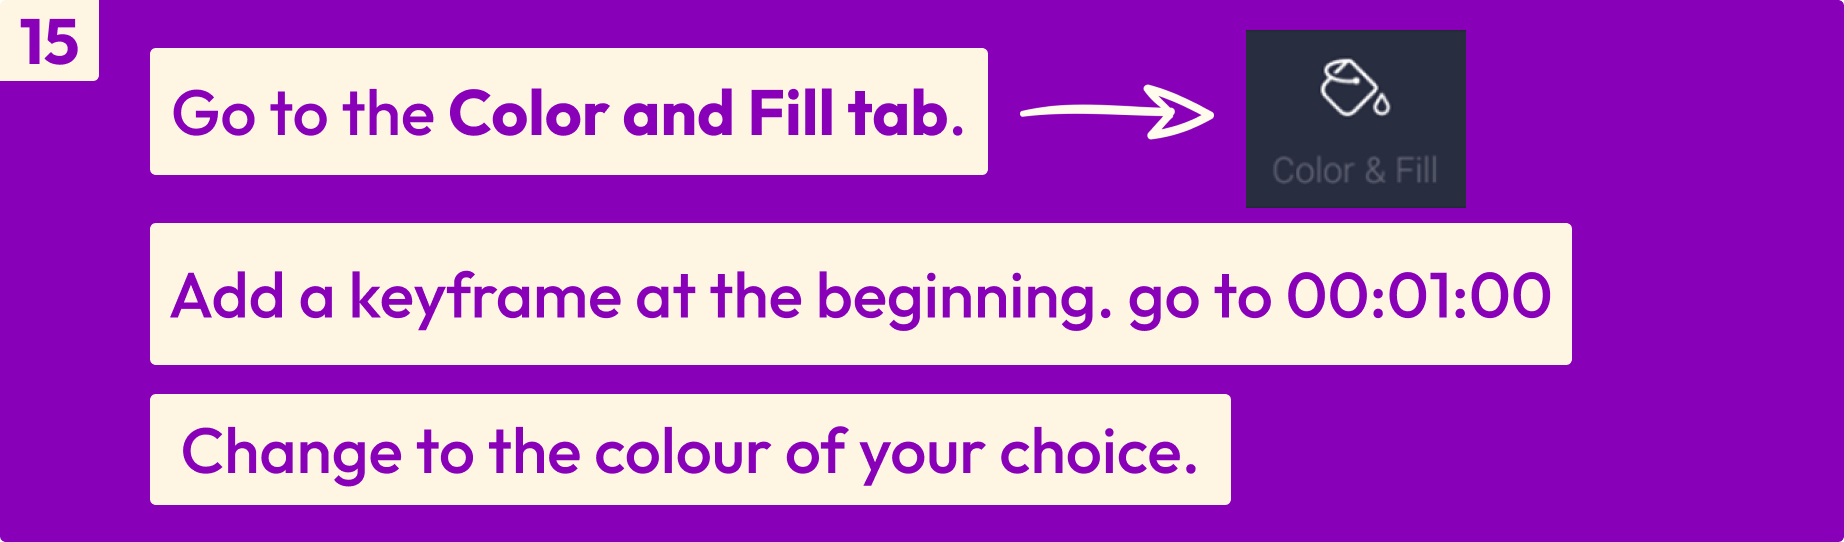 15
Go to the Color and Fill tab.
Color & Fill
Add a keyframe at the beginning. go to 00:01:00
Change to the colour of your choice.